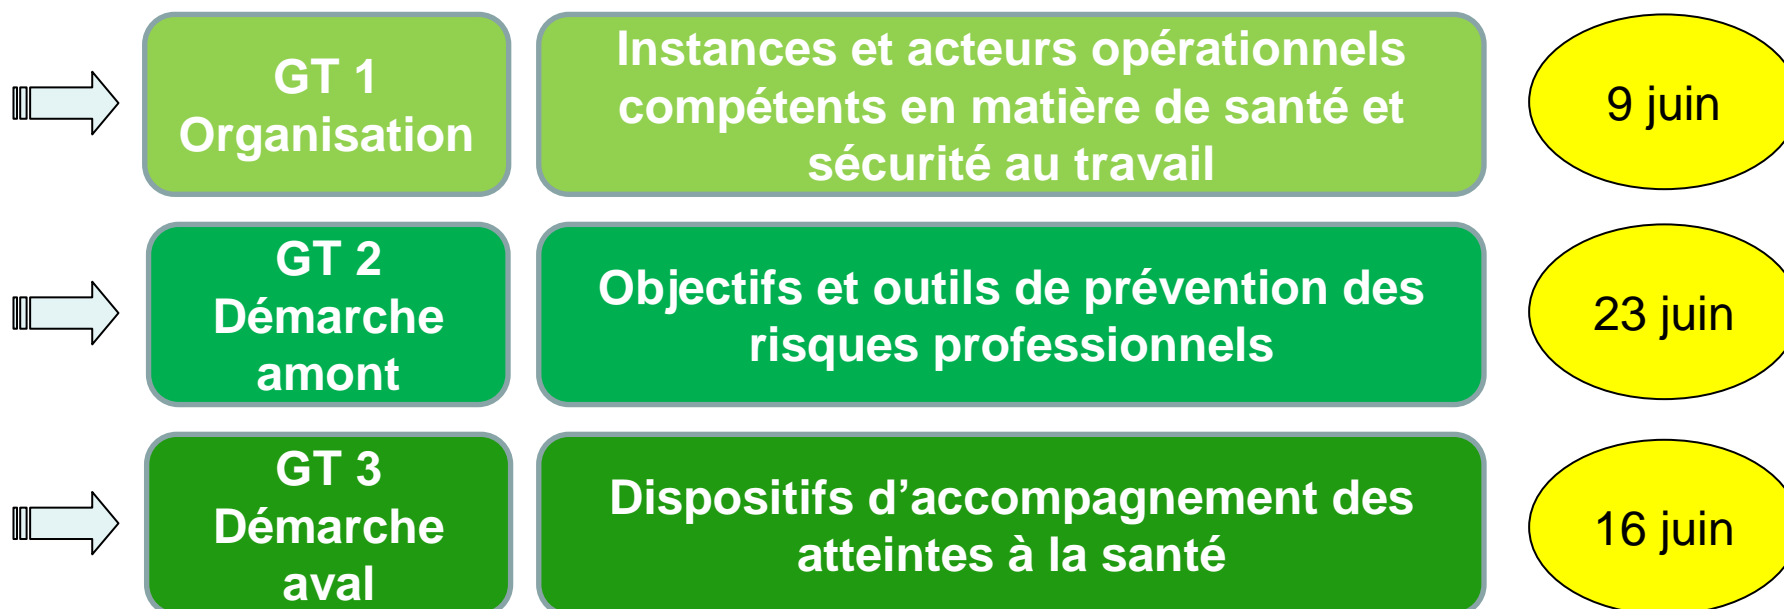 GT 1
Organisation
Instances et acteurs opérationnels
compétents en matière de santé et
sécurité au travail
9 juin
GT 2
Démarche
amont
Objectifs et outils de prévention des
risques professionnels
23 juin
GT 3
Démarche
aval
Dispositifs d’accompagnement des
atteintes à la santé
16 juin